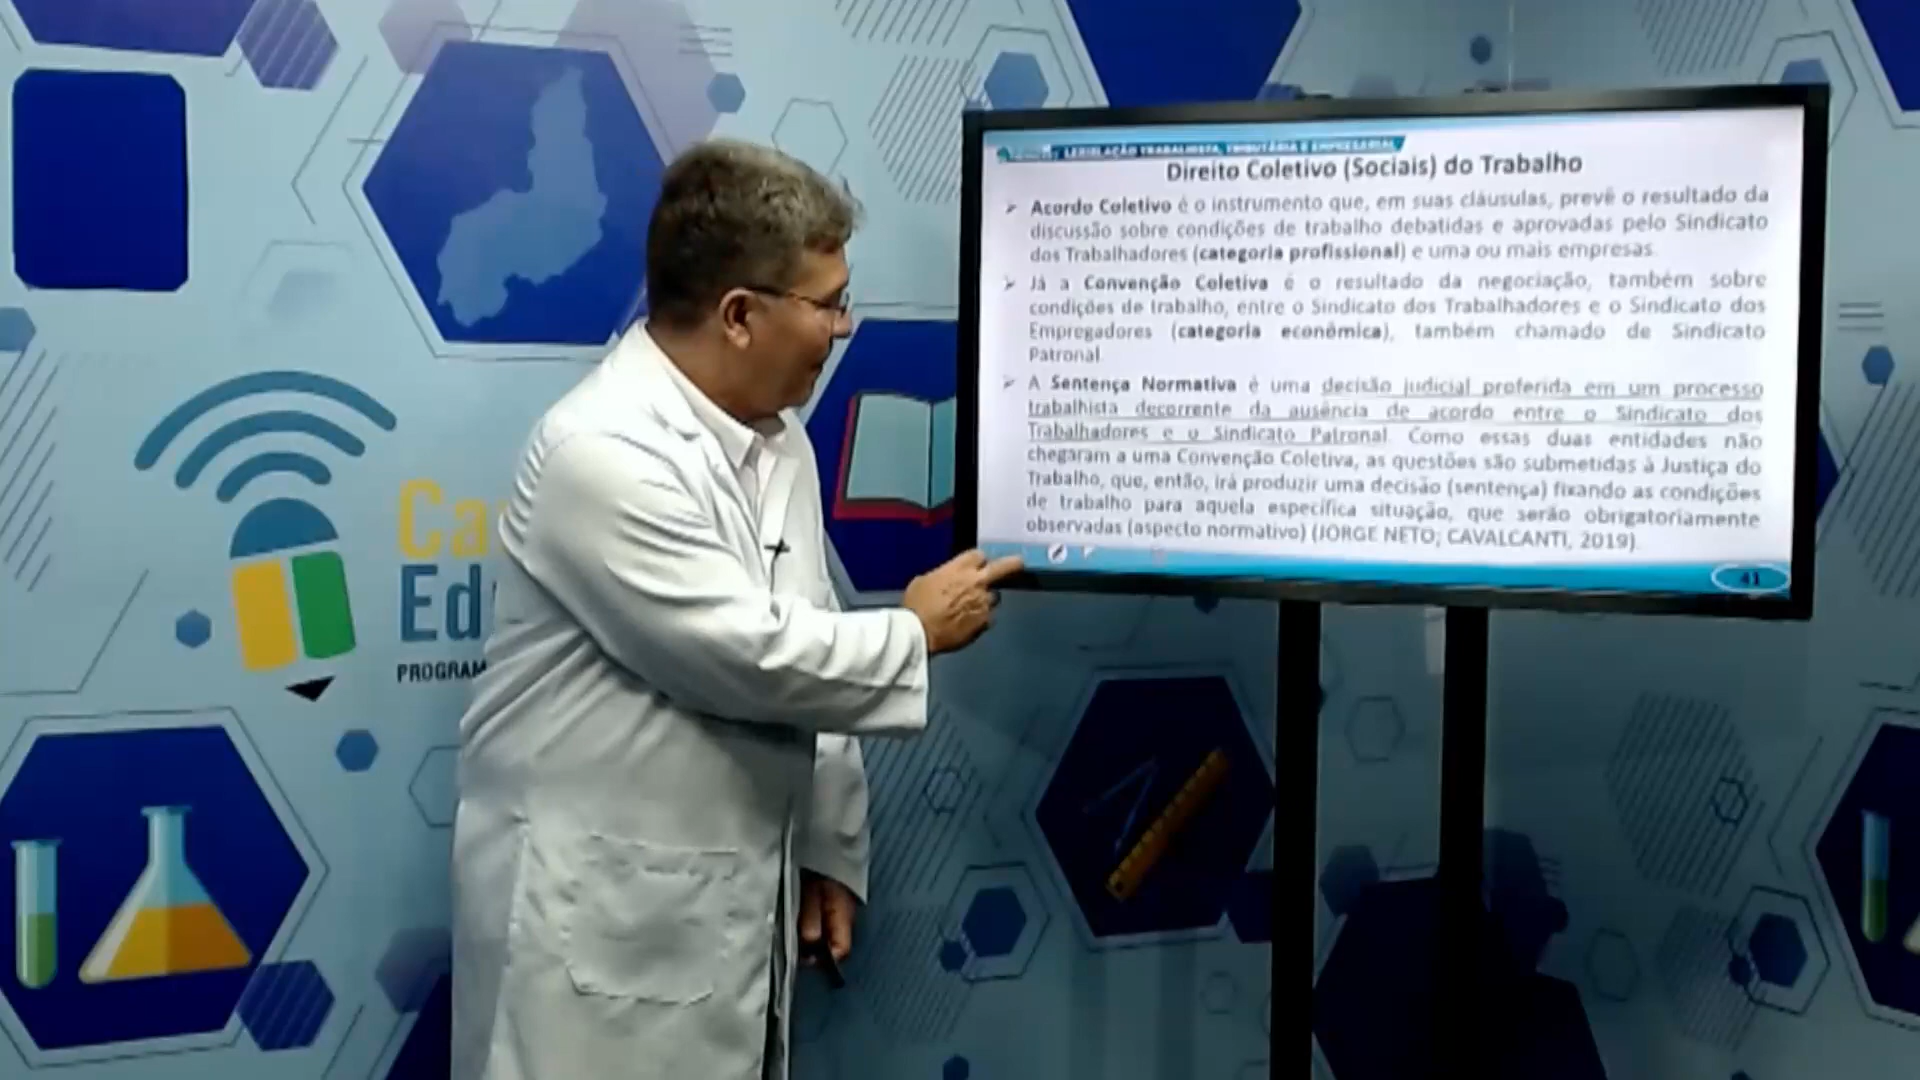 LEGISLAÇÃO TRABALHISTA, TRIBUTÁRIA E EMPRESARIAL
Direito Coletivo (Sociais) do Trabalho
➢ Acordo Coletivo é o instrumento que, em suas cláusulas, prevê o resultado da
discussão sobre condições de trabalho debatidas e aprovadas pelo Sindicato
dos Trabalhadores (categoria profissional) e uma ou mais empresas.
➢ Já a Convenção Coletiva é o resultado da negociação, também sobre
condições de trabalho, entre o Sindicato dos Trabalhadores e o Sindicato dos
Empregadores (categoria econômica), também chamado de Sindicato
Patronal.
➢ A Sentença Normativa é uma decisão judicial proferida em um processo
trabalhista decorrente da ausência de acordo entre o Sindicato dos
Trabalhadores e o Sindicato Patronal. Como essas duas entidades não
chegaram a uma Convenção Coletiva, as questões são submetidas à Justiça do
Trabalho, que, então, irá produzir uma decisão (sentença) fixando as condições
de trabalho para aquela específica situação, que serão obrigatoriamente
observadas (aspecto normativo) (JORGE NETO; CAVALCANTI, 2019).
41
Ca
Ed
PROGRAM